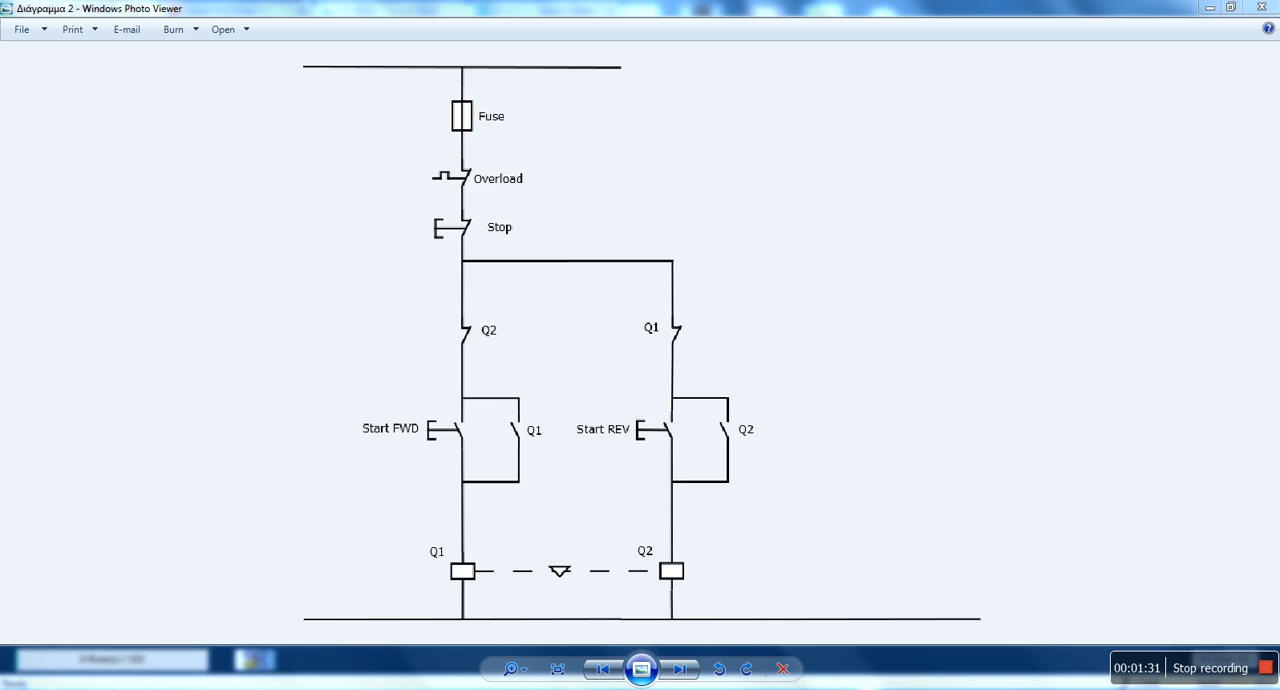 Διάγραμμα 2 - Windows Photo Viewer
File Print E-mail Burn Open
Fuse
Overload
Stop
Q2 Q1
Start FWD Q1 Start REV Q2
Q1 Q2
00:01:31 Stop recording